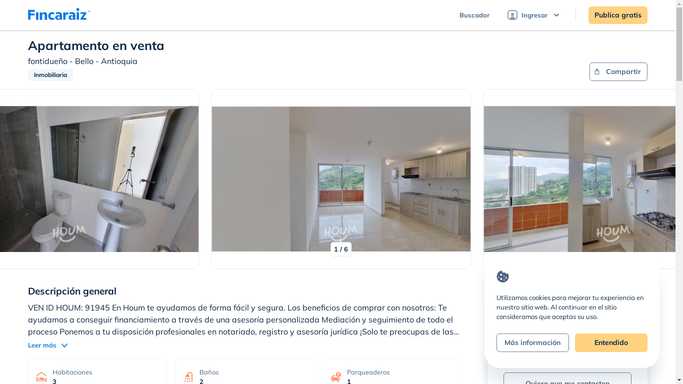 Fincaraiz
Buscador
Ingresar
Publica gratis
Apartamento en venta
fontidueño - Bello - Antioquia
Inmobiliaria
Compartir
HOUM
HOUM
HOUM
1 / 6
Descripción general
VEN ID HOUM: 91945 En Houm te ayudamos de forma fácil y segura. Los beneficios de comprar con nosotros: Te
ayudamos a conseguir financiamiento a través de una asesoría personalizada Mediación y seguimiento de todo el
proceso Ponemos a tu disposición profesionales en notariado, registro y asesoría jurídica ¡Solo te preocupas de las...
Leer más
Habitaciones
3
Baños
2
Parqueaderos
1
Utilizamos cookies para mejorar tu experiencia en
nuestro sitio web. Al continuar en el sitio
consideramos que aceptas su uso.
Más información
Entendido
Quiero que me contacten